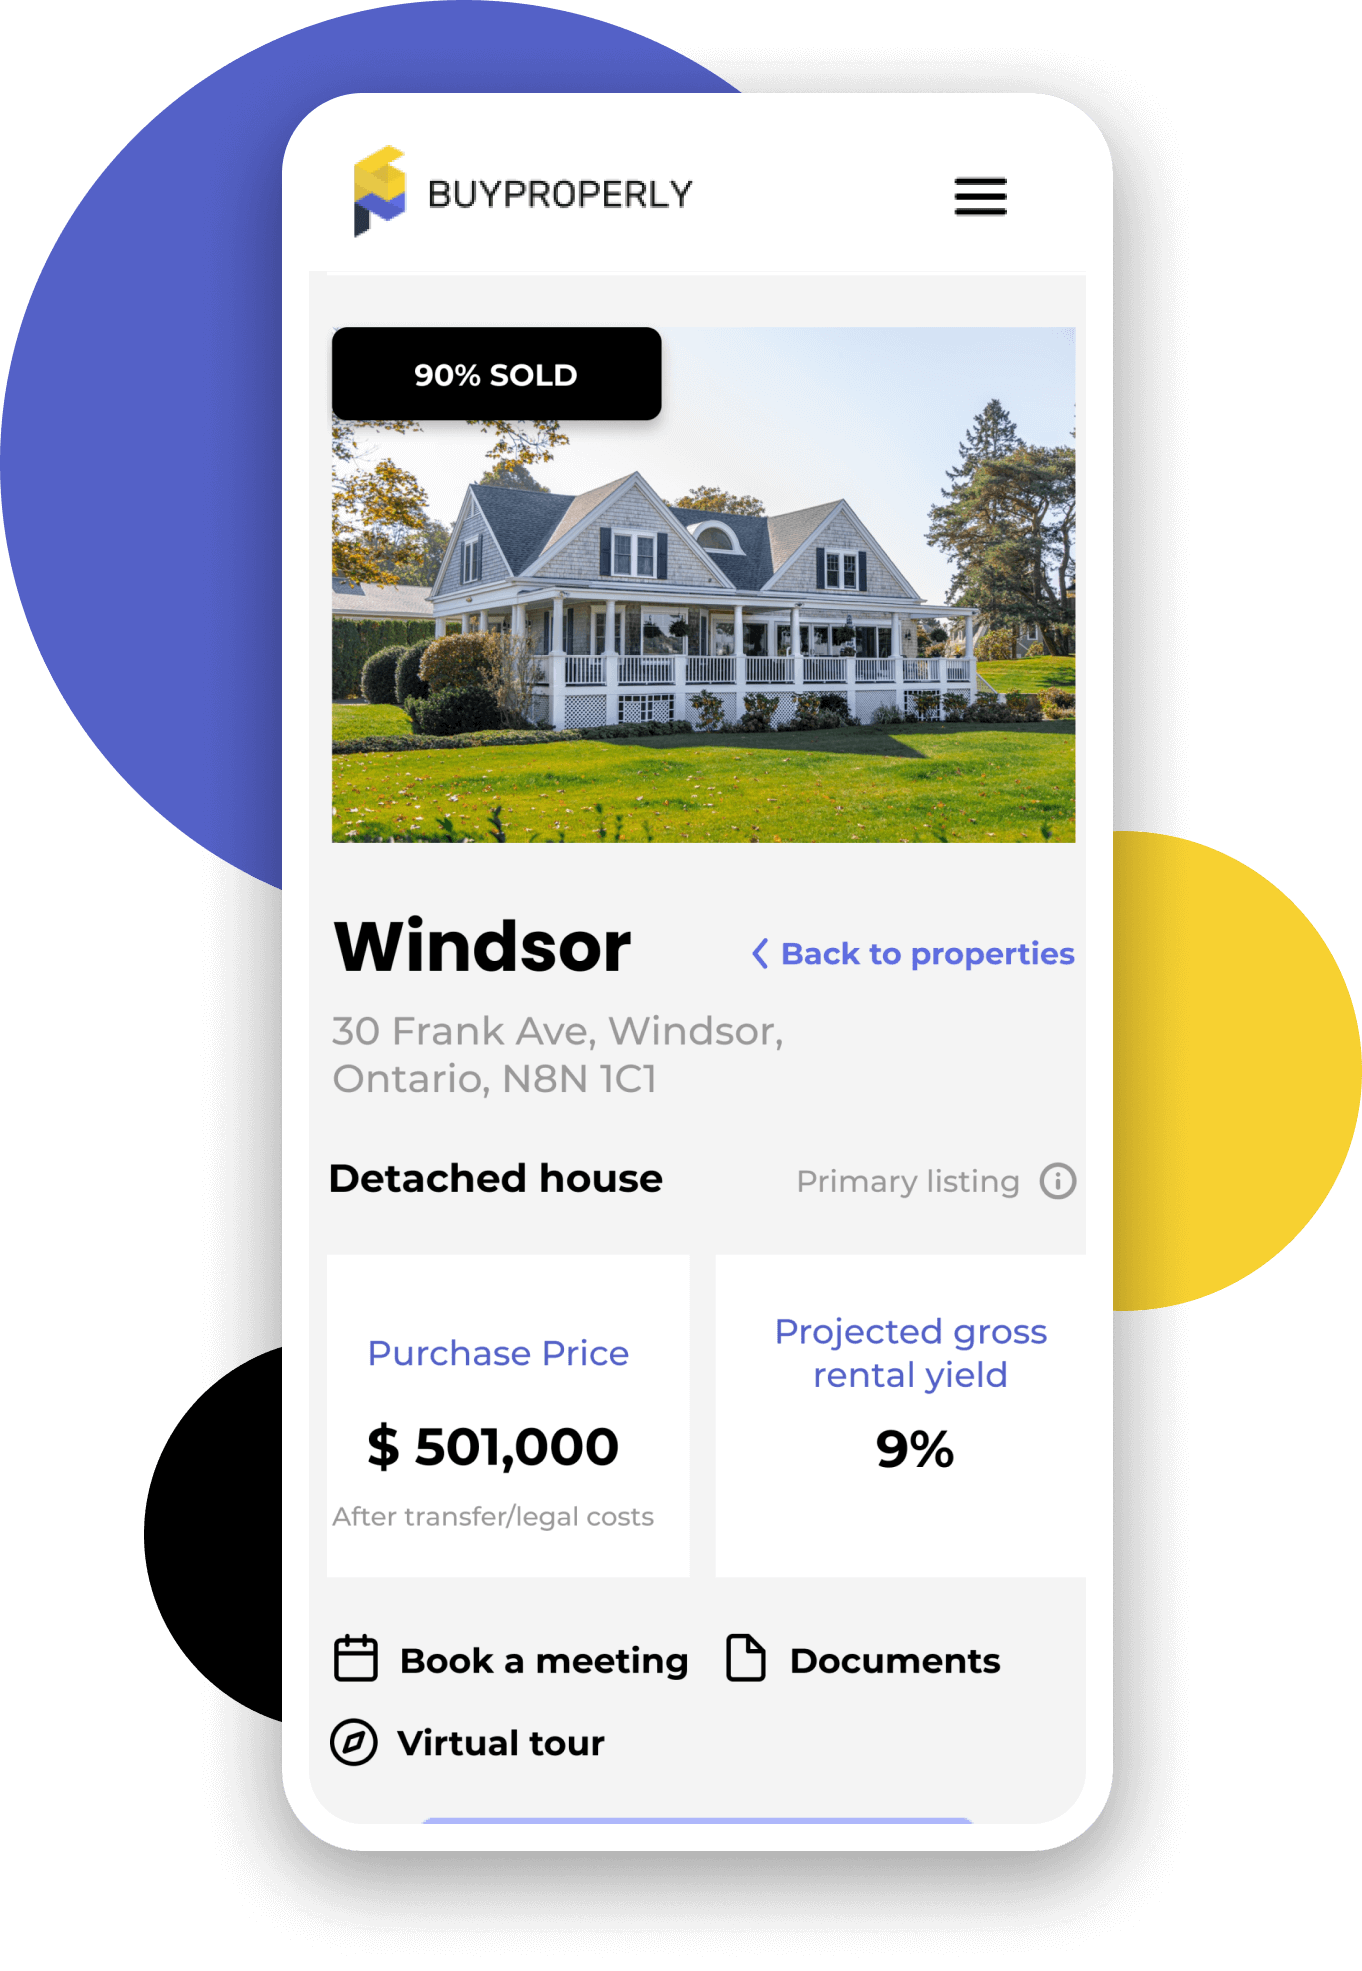 BUYPROPERLY
90% SOLD
Windsor
Back to properties
30 Frank Ave, Windsor,
Ontario, N8N 1C1
Detached house
Primary listing
Purchase Price
$ 501,000
After transfer/legal costs
Projected gross
rental yield
9%
Book a meeting
Documents
Virtual tour